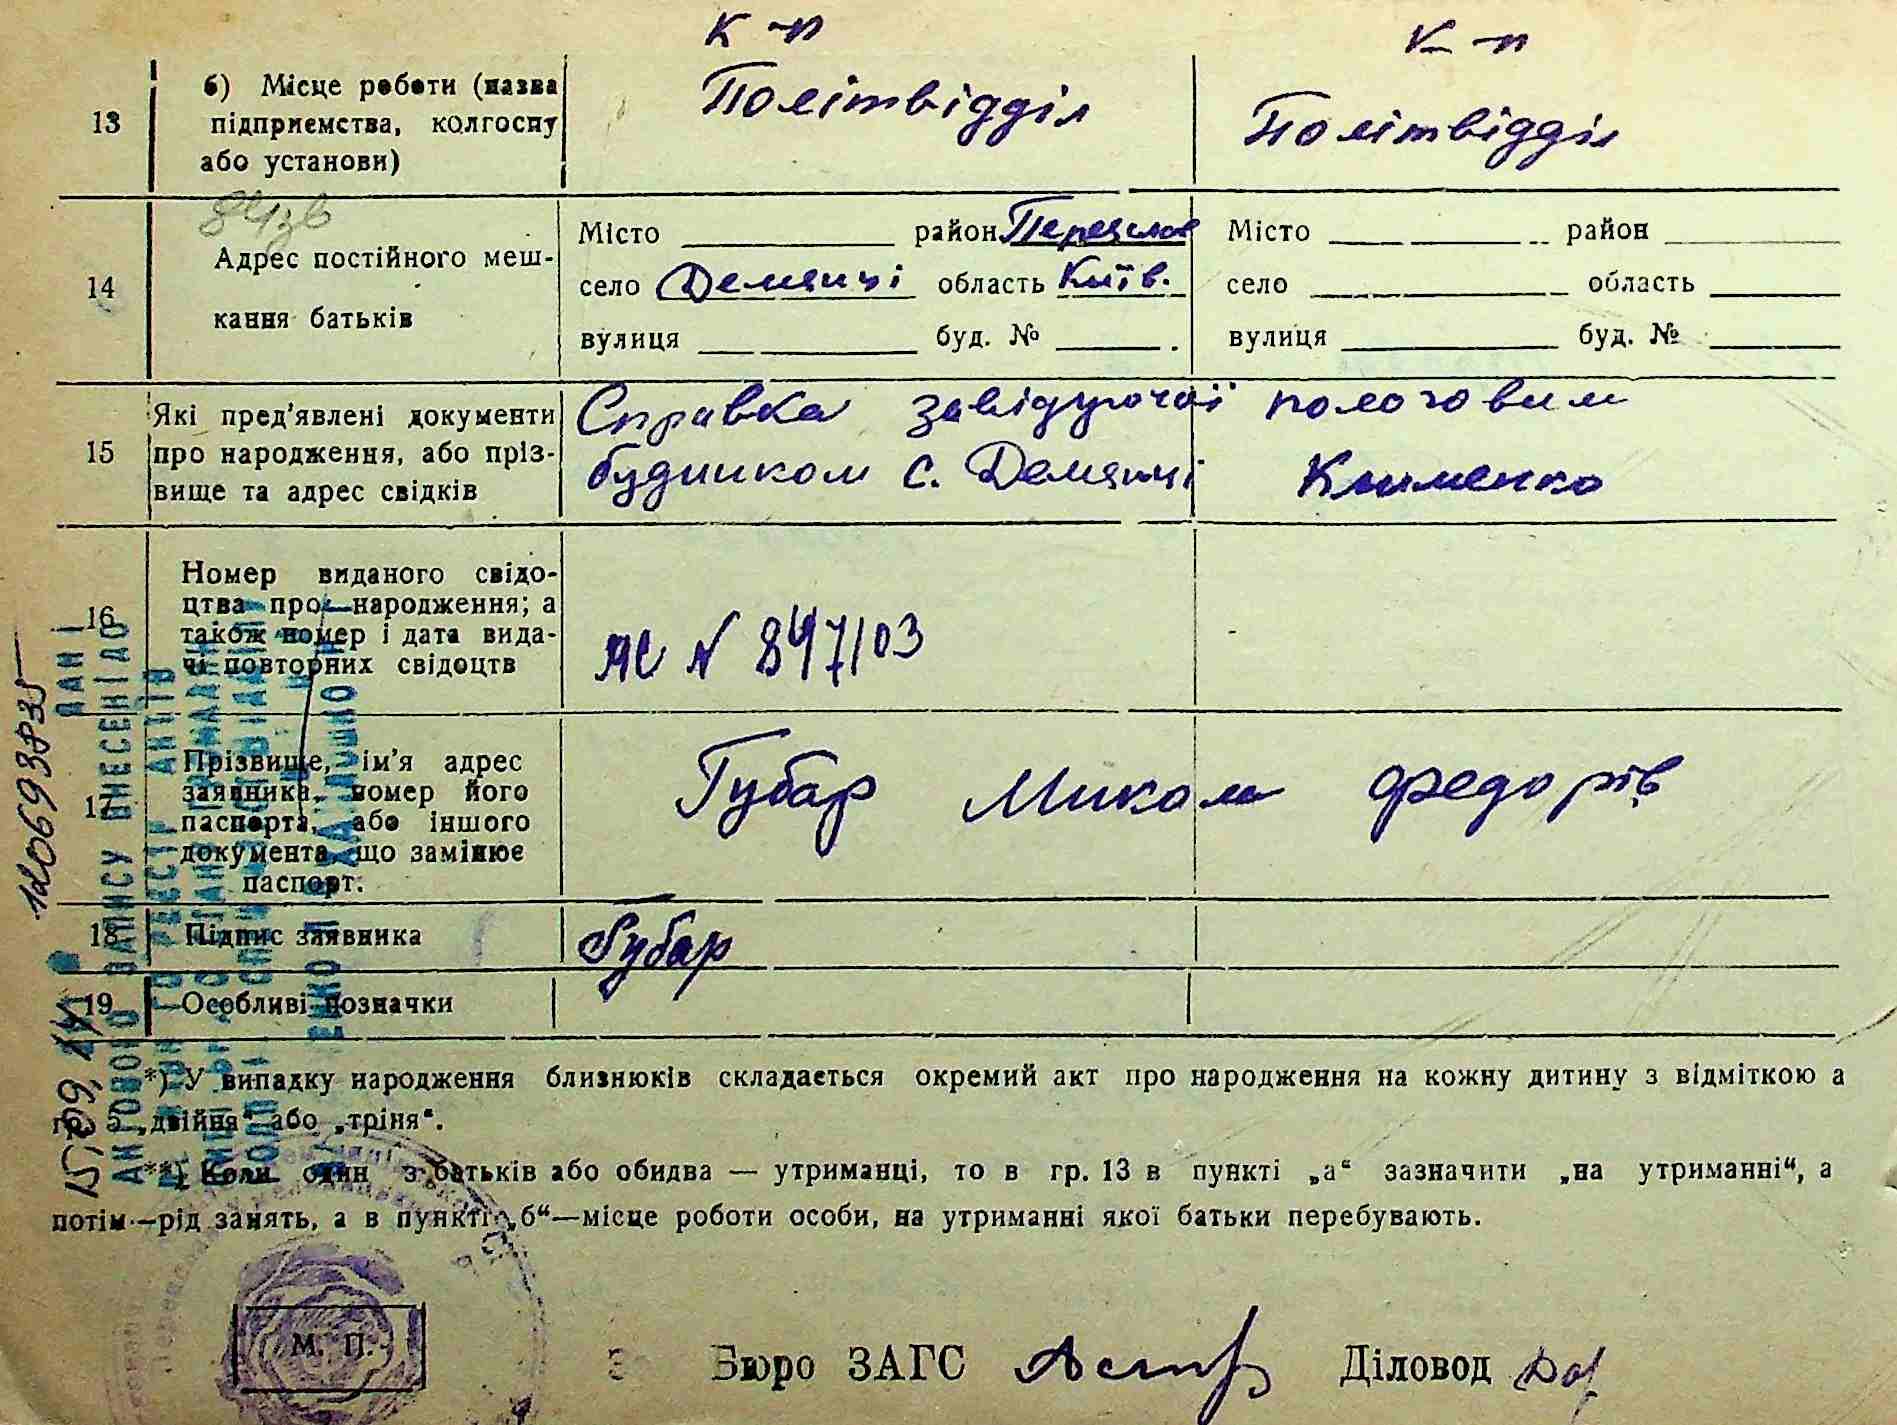 К-п
К-п
13
б) Місце роботи (назва
підприємства, колгоспу
або установи)
Політвідділ
Політвідділ
14
Адрес постійного меш-
кання батьків
Місто район Переяслов
село Демянці область Київ.
вулиця буд. №
Місто район
село область
вулиця буд. №
15
Які пред'явлені документи
про народження, або пріз-
вище та адрес свідків
Справка завідуючої пологовим
будинком с. Демянці Клименко
16
Номер виданого свідо-
цтва про народження; а
також номер і дата вида-
чі повторних свідоцтв
ЯС № 847103
17
Прізвище, ім'я адрес
заявника, номер його
паспорта, або іншого
документа, що замінює
паспорт.
Губар Микола Федорів
18
Підпис заявника
Губар
19
Особливі позначки
*) У випадку народження близнюків складається окремий акт про народження на кожну дитину з відміткою а
гр. 5 „двійня" або „тріня".
**) Коли один з батьків або обидва — утриманці, то в гр. 13 в пункті „а" зазначити „на утриманні", а
потім—рід занять, а в пункті „б"—місце роботи особи, на утриманні якої батьки перебувають.
М. П.
Бюро ЗАГС
Діловод